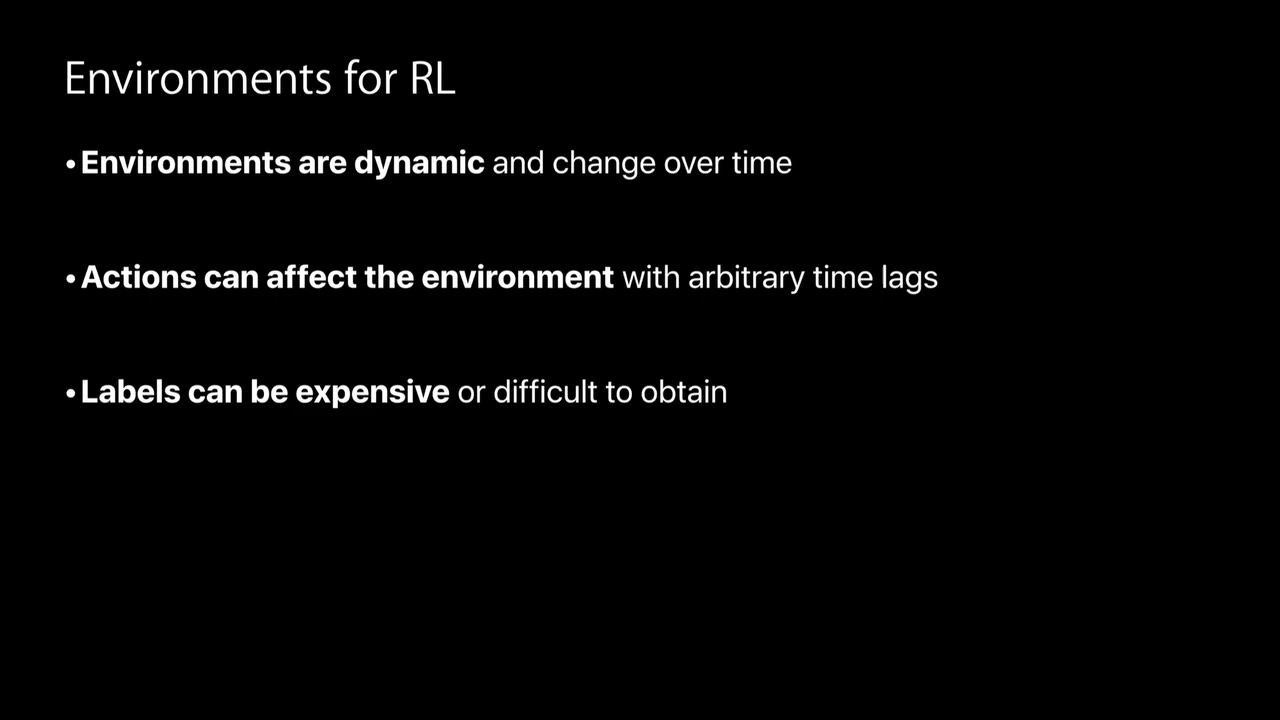 Environments for RL
•Environments are dynamic and change over time
•Actions can affect the environment with arbitrary time lags
•Labels can be expensive or difficult to obtain